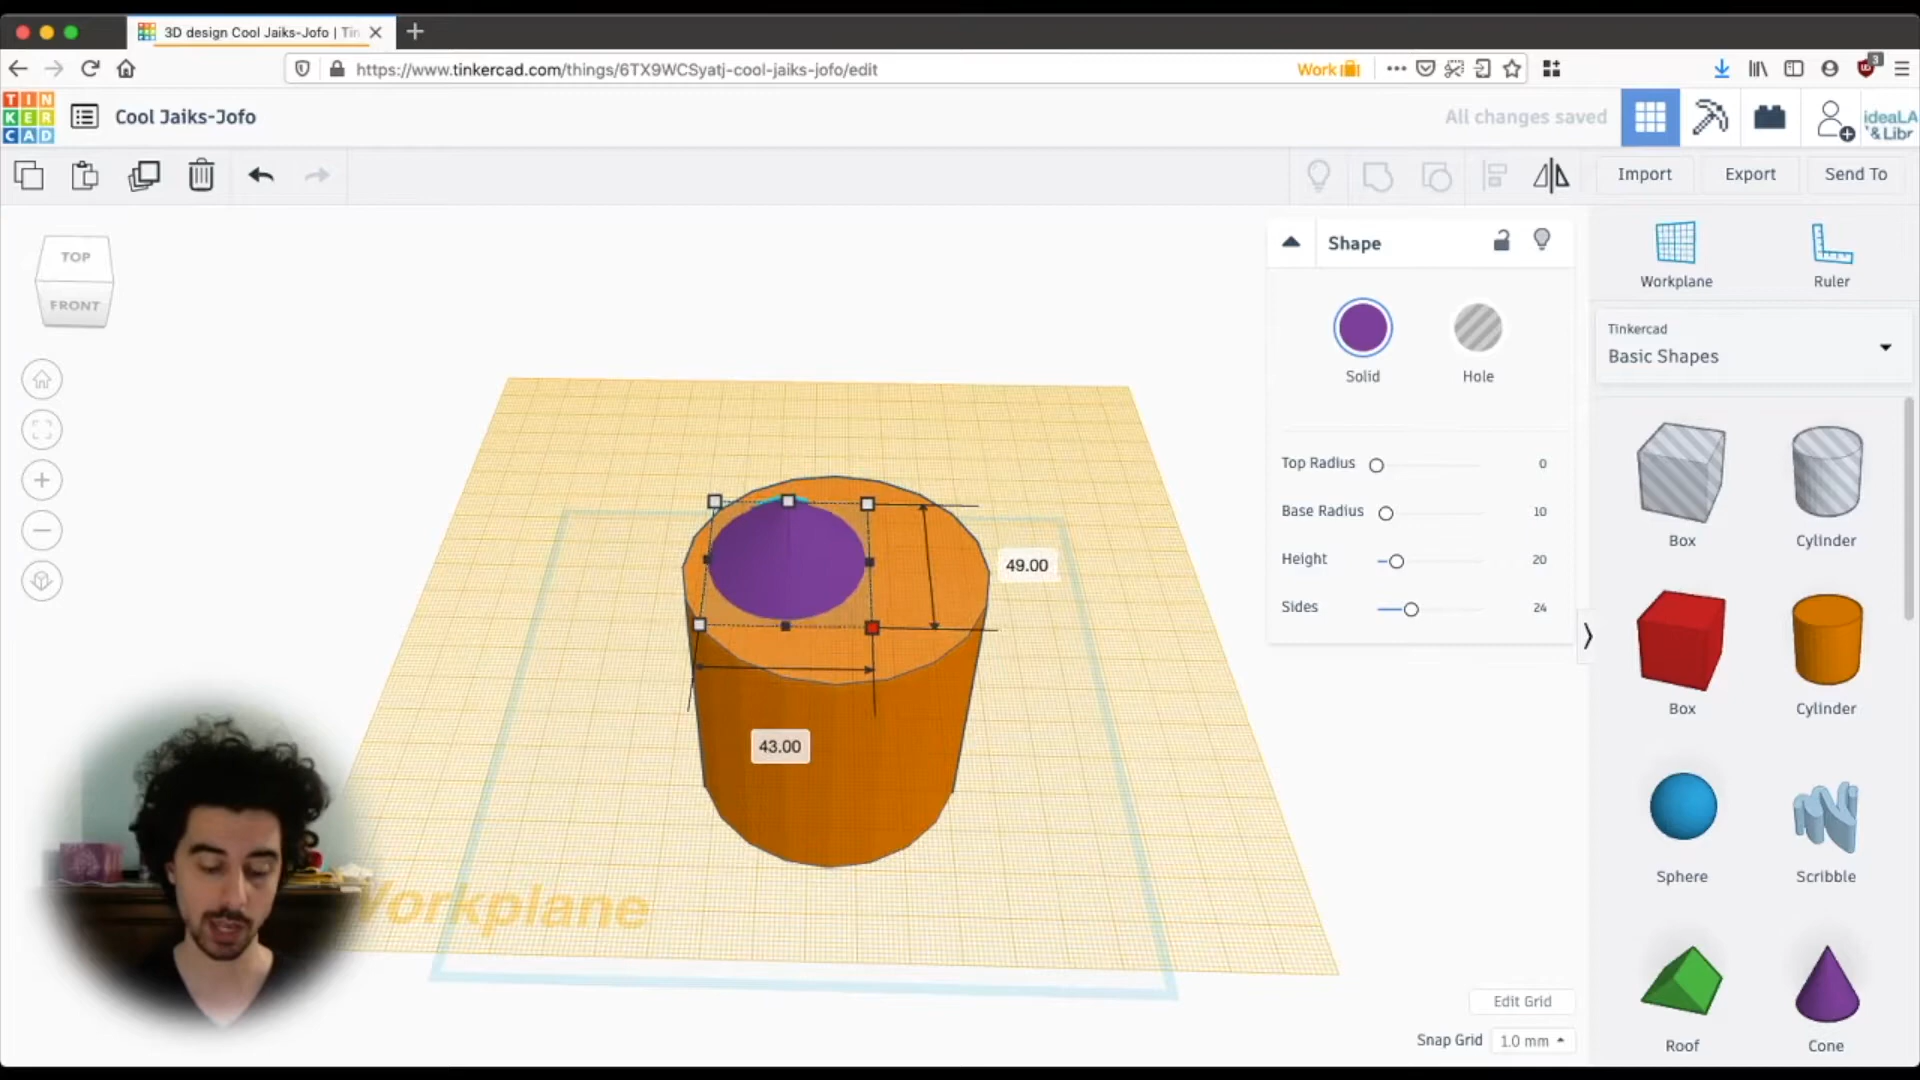 3D design Cool Jaiks-Jofo | Tin
https://www.tinkercad.com/things/6TX9WCSyatj-cool-jaiks-jofo/edit
Work
3
TIN
KER
CAD
Cool Jaiks-Jofo
All changes saved
ideaLA
& Libr
Import
Export
Send To
TOP
FRONT
Shape
Solid
Hole
Top Radius
0
Base Radius
10
Height
20
Sides
24
Workplane
Ruler
Tinkercad
Basic Shapes
Box
Cylinder
Box
Cylinder
Sphere
Scribble
Roof
Cone
49.00
43.00
Workplane
Edit Grid
Snap Grid
1.0 mm